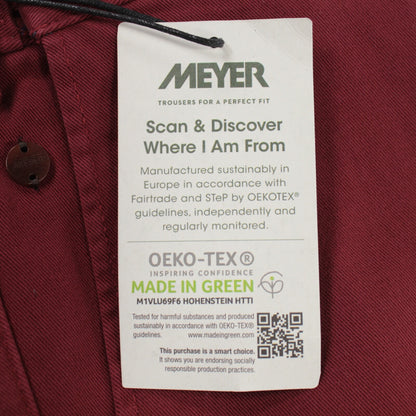 MEYER
TROUSERS FOR A PERFECT FIT
Scan & Discover
Where I Am From
Manufactured sustainably in
Europe in accordance with
Fairtrade and STeP by OEKOTEX®
guidelines, independently and
regularly monitored.
OEKO-TEX®
INSPIRING CONFIDENCE
MADE IN GREEN
M1VLU69F6 HOHENSTEIN HTTI
Tested for harmful substances and produced
sustainably in accordance with OEKO-TEX®
guidelines. www.madeingreen.com
This purchase is a smart choice.
It shows you are endorsing socially
responsible production practices.